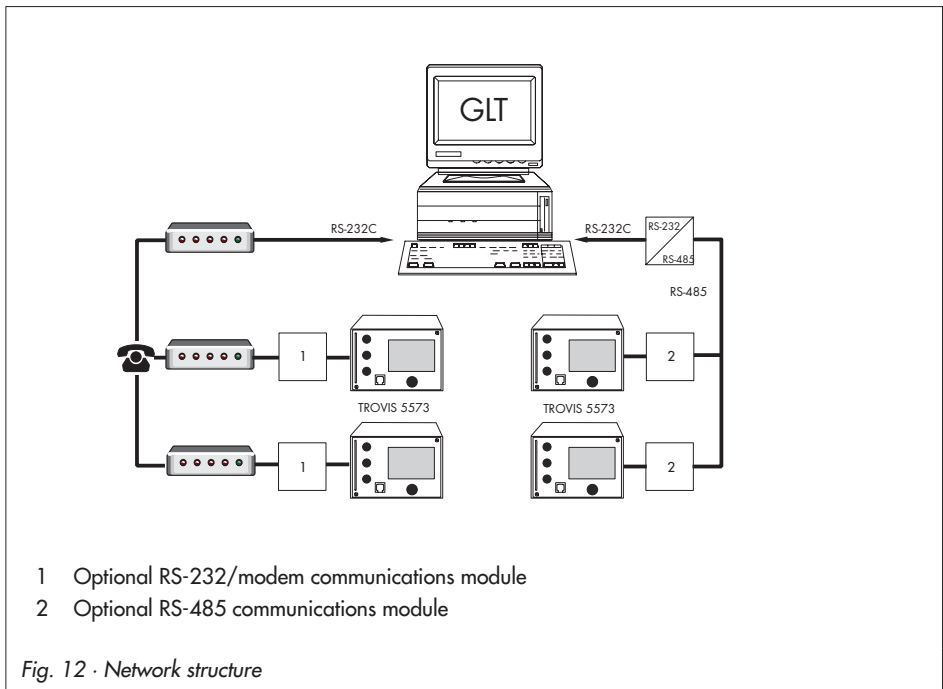 GLT
RS-232C
RS-232C
RS-232
RS-485
RS-485
1
2
TROVIS 5573
TROVIS 5573
1
2
1 Optional RS-232/modem communications module
2 Optional RS-485 communications module
Fig. 12 · Network structure